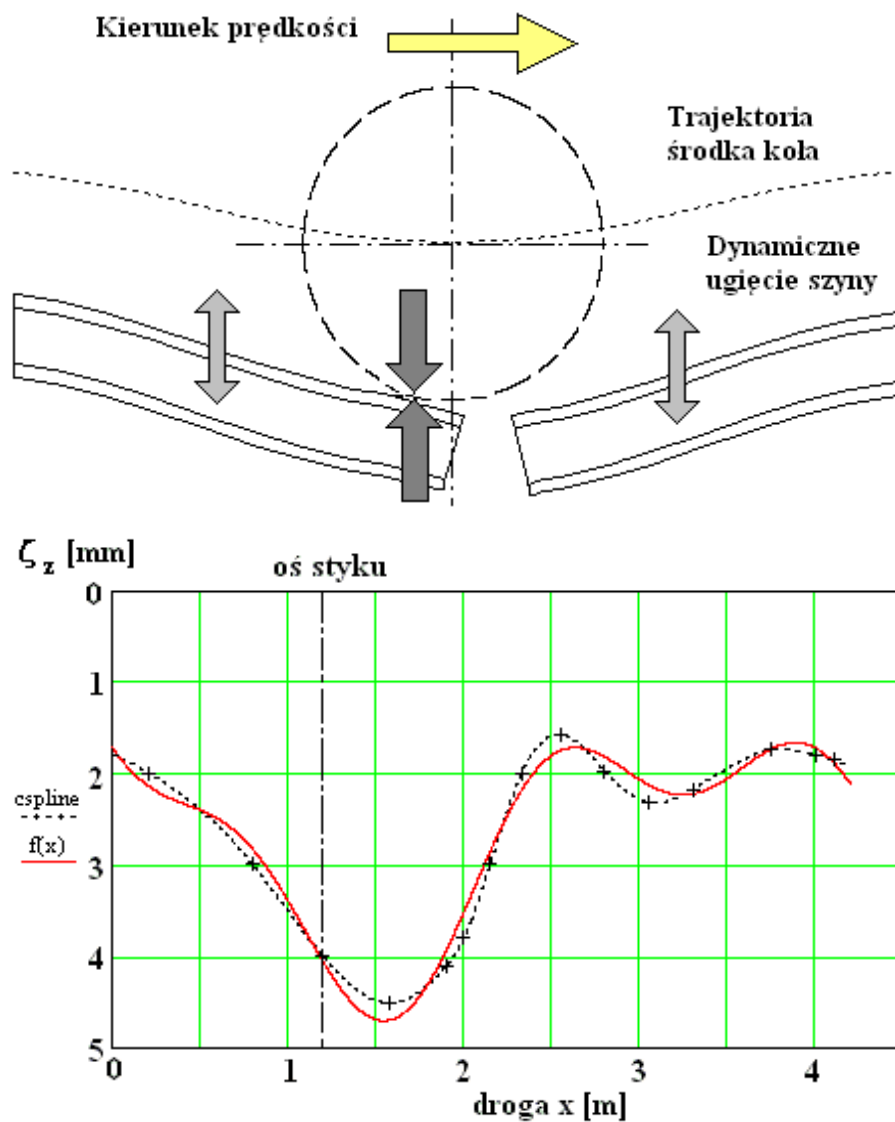 Kierunek prędkości
Trajektoria
środka koła
Dynamiczne
ugięcie szyny
ζz [mm]
oś styku
0
1
2
cspline
f(x)
3
4
5
0
1
2
3
4
droga x [m]